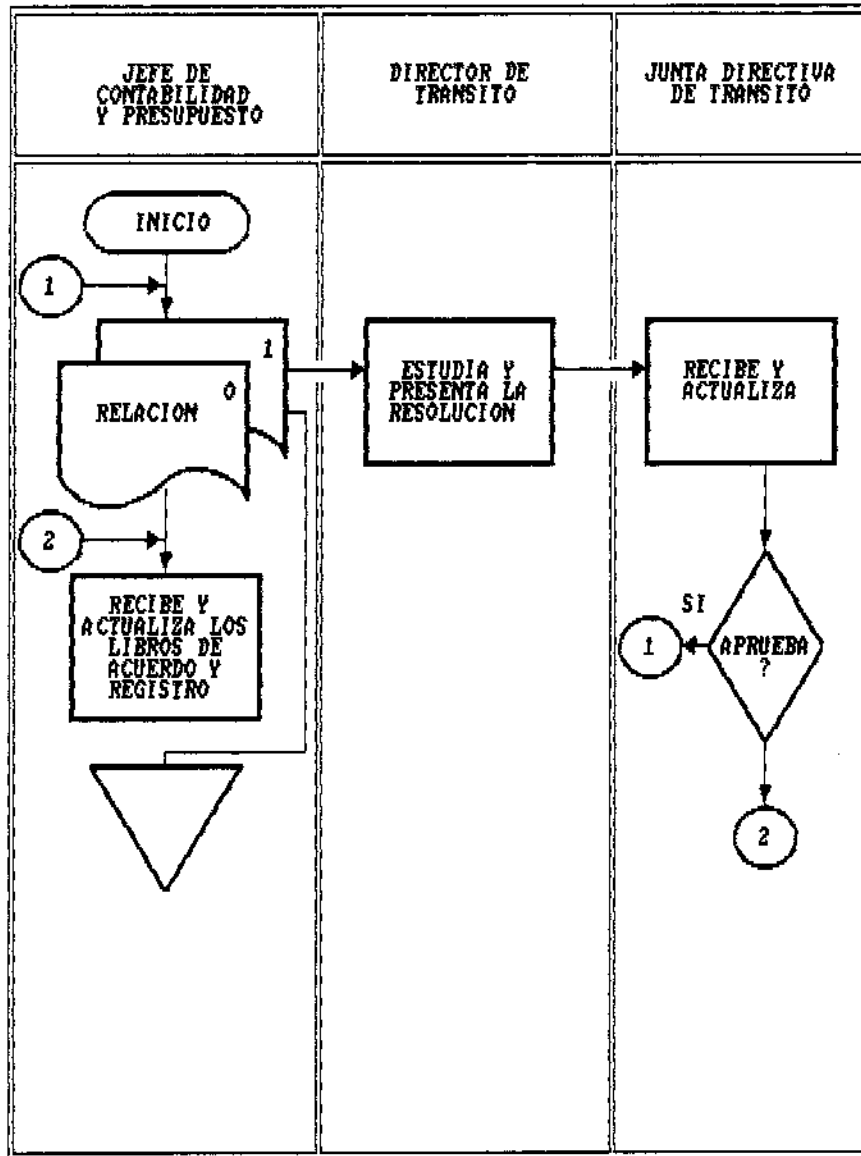 JEFE DE
CONTABILIDAD
Y PRESUPUESTO
DIRECTOR DE
TRANSITO
JUNTA DIRECTIVA
DE TRANSITO
INICIO
1
1
O
RELACION
ESTUDIA Y
PRESENTA LA
RESOLUCION
RECIBE Y
ACTUALIZA
2
RECIBE Y
ACTUALIZA LOS
LIBROS DE
ACUERDO Y
REGISTRO
SI
1
APRUEBA
?
2